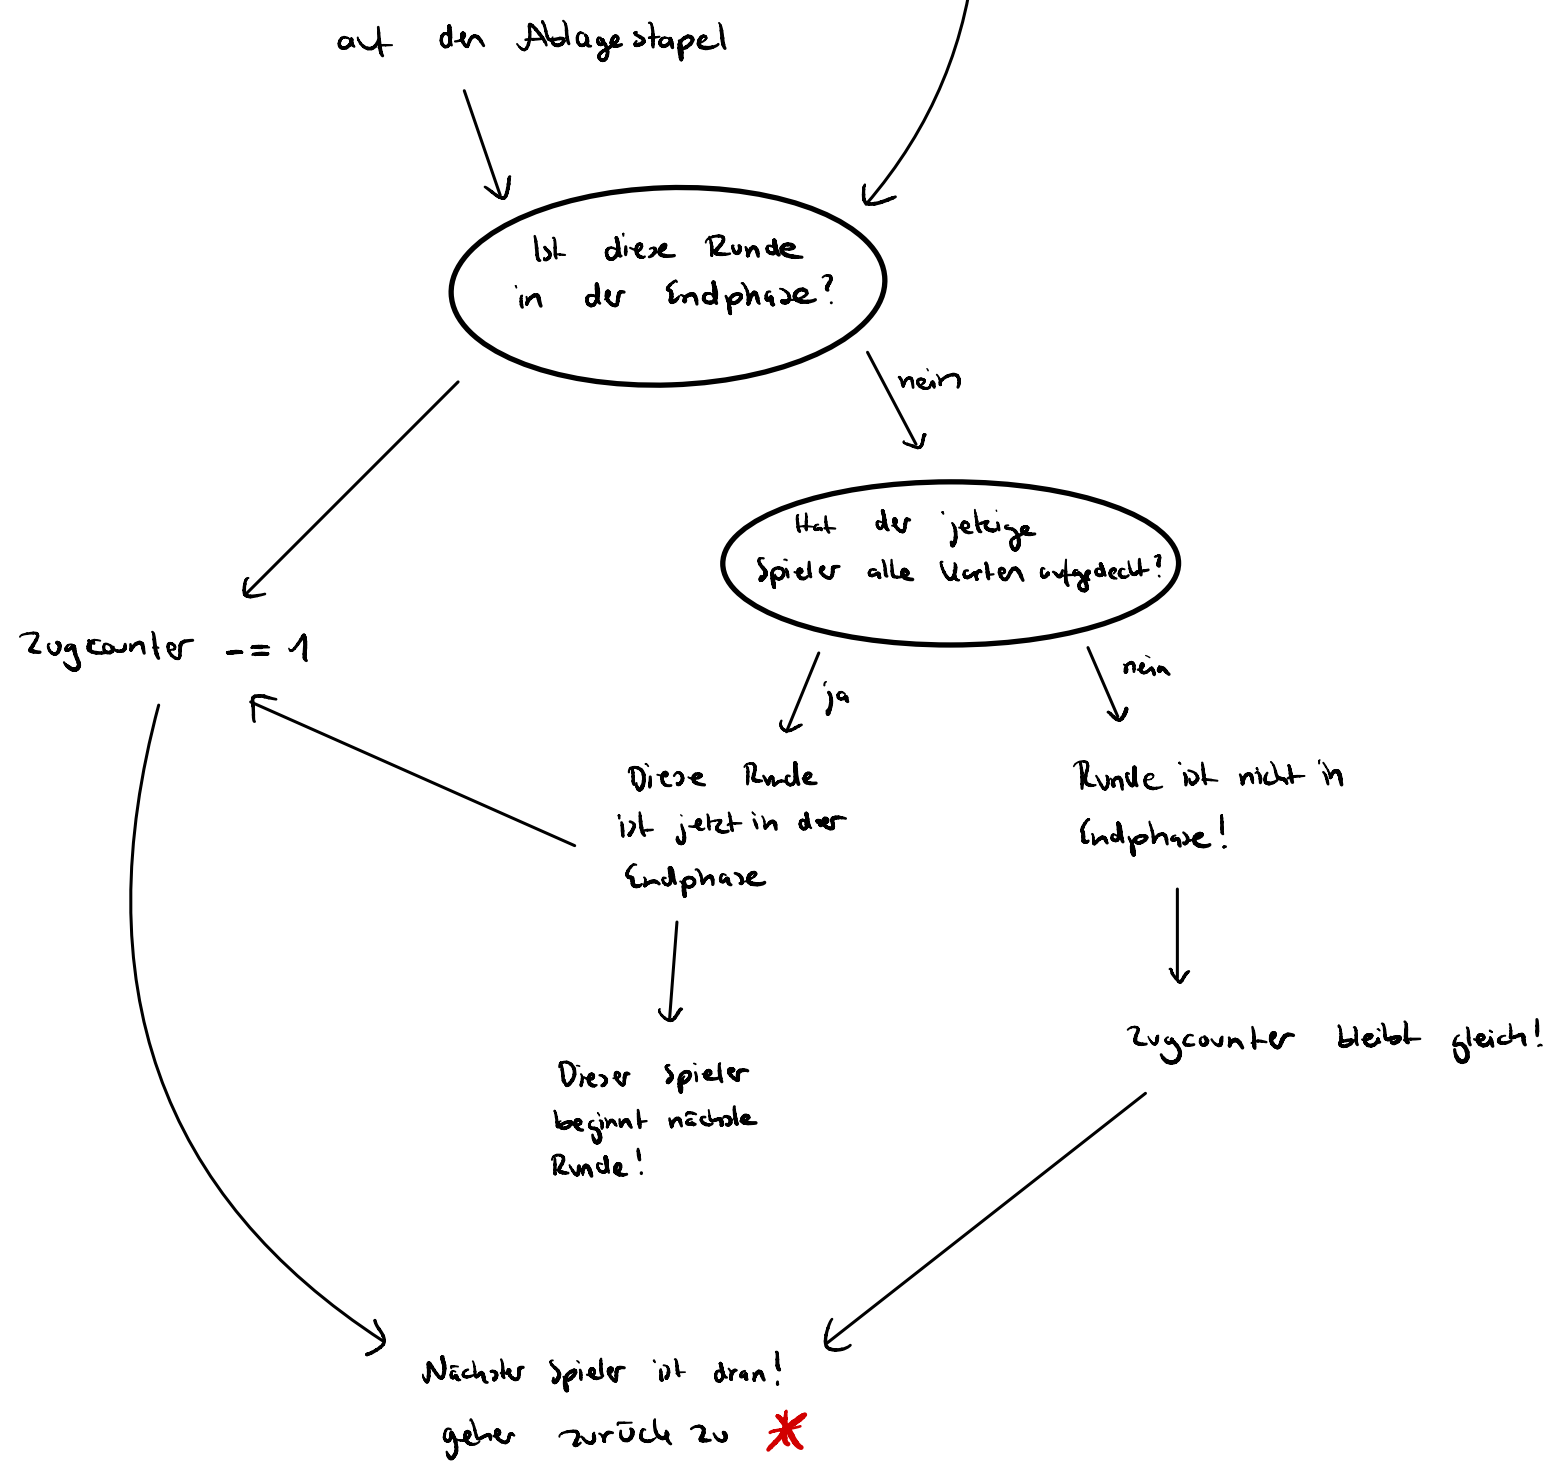 auf den Ablagestapel
Ist diese Runde
in der Endphase?
nein
Hat der jetzige
Spieler alle Karten aufgedeckt?
Zugcounter -= 1
ja
nein
Diese Runde
ist jetzt in der
Endphase
Runde ist nicht in
Endphase!
Zugcounter bleibt gleich!
Dieser Spieler
beginnt nächste
Runde!
Nächster Spieler ist dran!
gehe zurück zu *